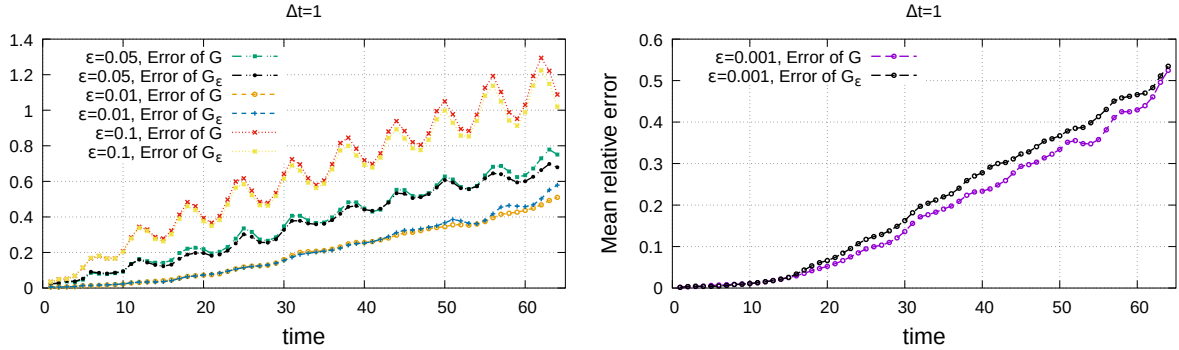 Δt=1
1.4
1.2
1
0.8
0.6
0.4
0.2
0
0 10 20 30 40 50 60
time
ε=0.05, Error of G
ε=0.05, Error of Gε
ε=0.01, Error of G
ε=0.01, Error of Gε
ε=0.1, Error of G
ε=0.1, Error of Gε
Δt=1
Mean relative error
0.6
0.5
0.4
0.3
0.2
0.1
0
0 10 20 30 40 50 60
time
ε=0.001, Error of G
ε=0.001, Error of Gε